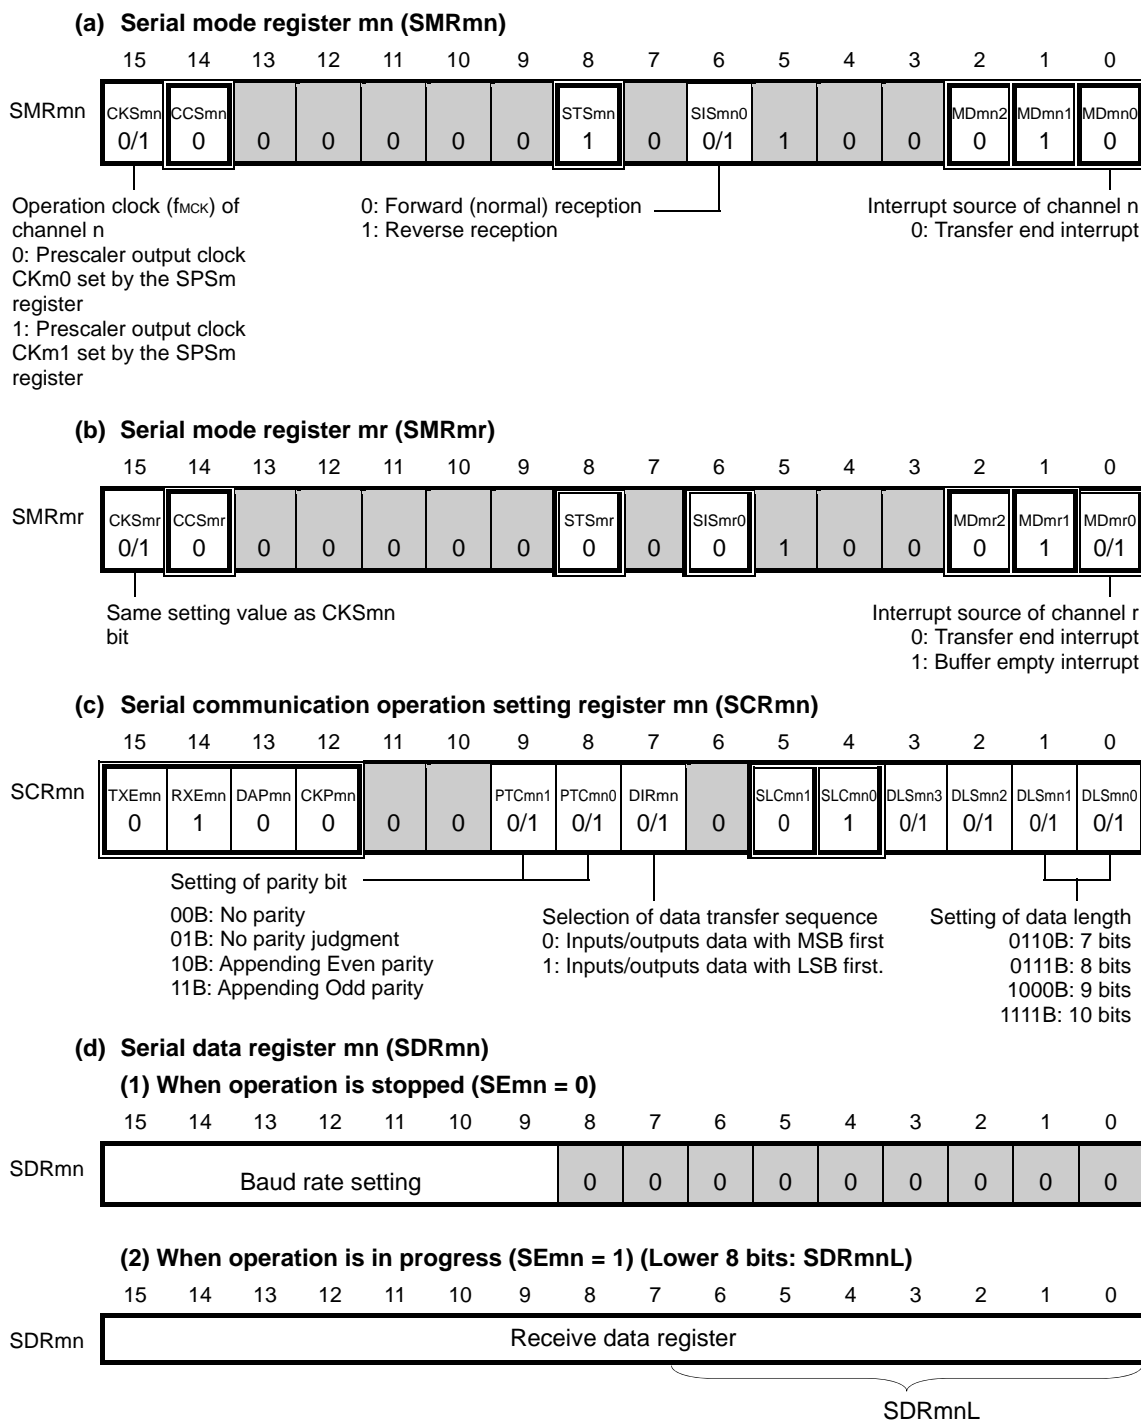 (a) Serial mode register mn (SMRmn)
15 14 13 12 11 10 9 8 7 6 5 4 3 2 1 0
SMRmn
CKSmn CCSmn STSmn SISmn0 MDmn2 MDmn1 MDmn0
0/1 0 0 0 0 0 0 1 0 0/1 1 0 0 0 1 0
Operation clock (fMCK) of
channel n
0: Prescaler output clock
CKm0 set by the SPSm
register
1: Prescaler output clock
CKm1 set by the SPSm
register
0: Forward (normal) reception
1: Reverse reception
Interrupt source of channel n
0: Transfer end interrupt
(b) Serial mode register mr (SMRmr)
15 14 13 12 11 10 9 8 7 6 5 4 3 2 1 0
SMRmr
CKSmr CCSmr STSmr SISmr0 MDmr2 MDmr1 MDmr0
0/1 0 0 0 0 0 0 0 0 0 1 0 0 0 1 0/1
Same setting value as CKSmn
bit
Interrupt source of channel r
0: Transfer end interrupt
1: Buffer empty interrupt
(c) Serial communication operation setting register mn (SCRmn)
15 14 13 12 11 10 9 8 7 6 5 4 3 2 1 0
SCRmn
TXEmn RXEmn DAPmn CKPmn PTCmn1 PTCmn0 DIRmn SLCmn1 SLCmn0 DLSmn3 DLSmn2 DLSmn1 DLSmn0
0 1 0 0 0 0 0/1 0/1 0/1 0 0 1 0/1 0/1 0/1 0/1
Setting of parity bit
00B: No parity
01B: No parity judgment
10B: Appending Even parity
11B: Appending Odd parity
Selection of data transfer sequence
0: Inputs/outputs data with MSB first
1: Inputs/outputs data with LSB first.
Setting of data length
0110B: 7 bits
0111B: 8 bits
1000B: 9 bits
1111B: 10 bits
(d) Serial data register mn (SDRmn)
(1) When operation is stopped (SEmn = 0)
15 14 13 12 11 10 9 8 7 6 5 4 3 2 1 0
SDRmn
Baud rate setting 0 0 0 0 0 0 0 0 0
(2) When operation is in progress (SEmn = 1) (Lower 8 bits: SDRmnL)
15 14 13 12 11 10 9 8 7 6 5 4 3 2 1 0
SDRmn
Receive data register
SDRmnL